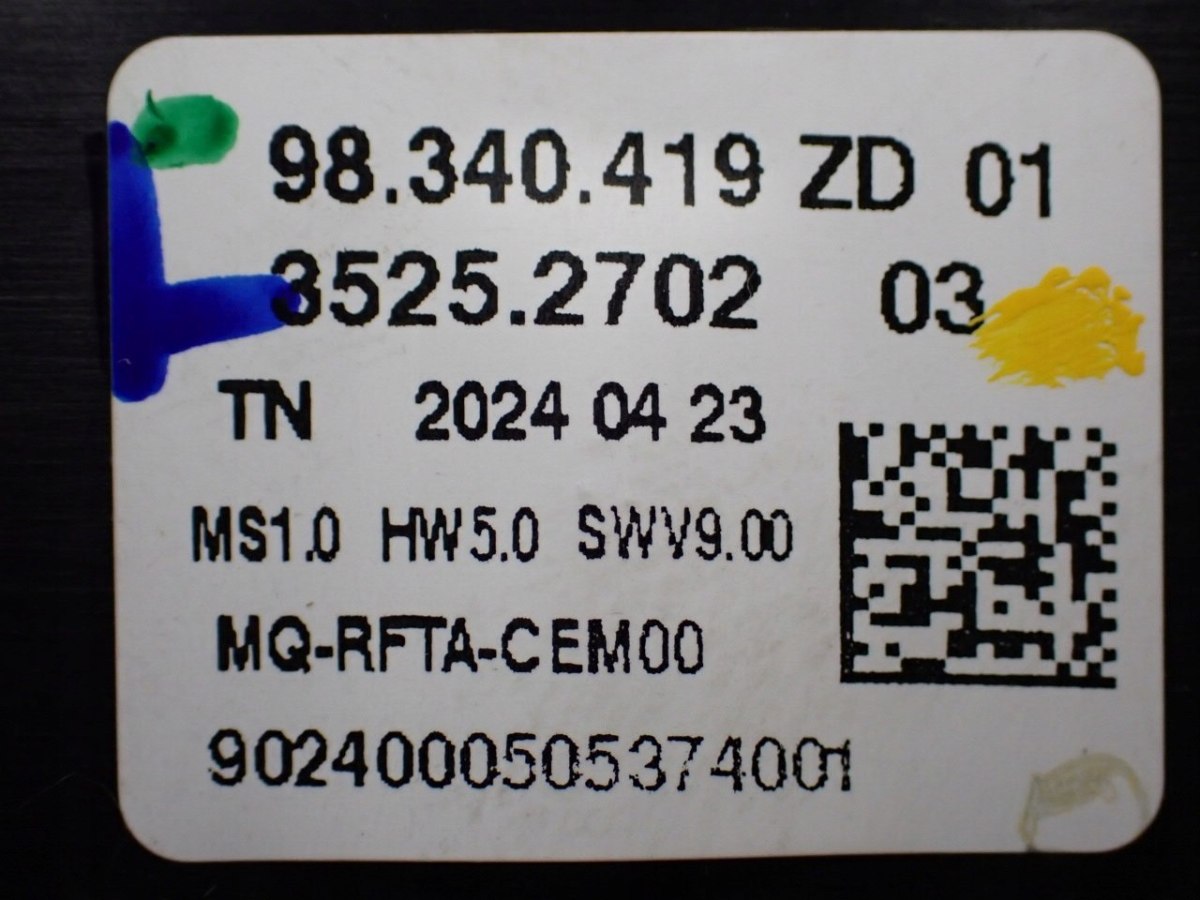 98.340.419 ZD 01
3525.2702 03
TN 2024 04 23
MS1.0 HW5.0 SWV9.00
MQ-RFTA-CEM00
9024000505374001